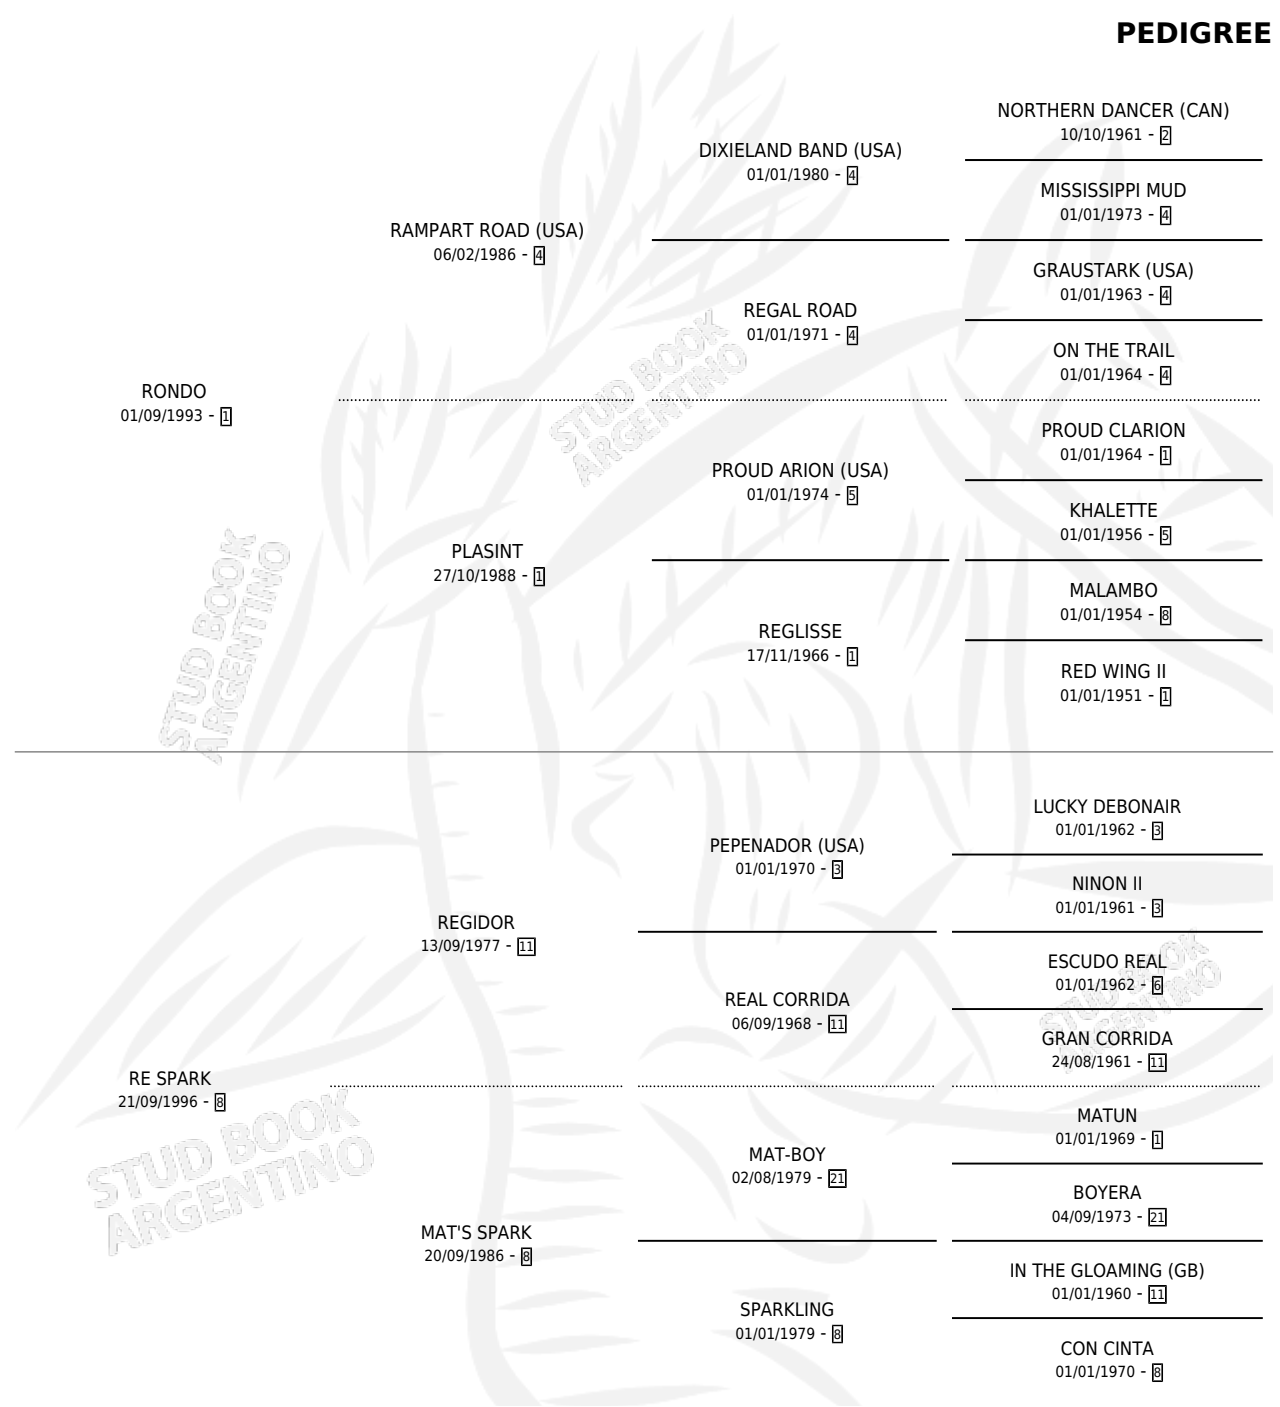 PEDIGREE
NORTHERN DANCER (CAN)
10/10/1961 - 2
DIXIELAND BAND (USA)
01/01/1980 - 4
MISSISSIPPI MUD
01/01/1973 - 4
RAMPART ROAD (USA)
06/02/1986 - 4
GRAUSTARK (USA)
01/01/1963 - 4
REGAL ROAD
01/01/1971 - 4
ON THE TRAIL
01/01/1964 - 4
RONDO
01/09/1993 - 1
STUD BOOK
ARGENTINO
PROUD CLARION
01/01/1964 - 1
PROUD ARION (USA)
01/01/1974 - 5
KHALETTE
01/01/1956 - 5
PLASINT
27/10/1988 - 1
MALAMBO
01/01/1954 - 8
REGLISSE
17/11/1966 - 1
RED WING II
01/01/1951 - 1
STUD BOOK
ARGENTINO
LUCKY DEBONAIR
01/01/1962 - 3
PEPENADOR (USA)
01/01/1970 - 3
NINON II
01/01/1961 - 3
REGIDOR
13/09/1977 - 11
ESCUDO REAL
01/01/1962 - 6
REAL CORRIDA
06/09/1968 - 11
STUD BOOK
ARGENTINO
GRAN CORRIDA
24/08/1961 - 11
RE SPARK
21/09/1996 - 8
MATUN
01/01/1969 - 1
MAT-BOY
02/08/1979 - 21
STUD BOOK
ARGENTINO
BOYERA
04/09/1973 - 21
MAT'S SPARK
20/09/1986 - 8
IN THE GLOAMING (GB)
01/01/1960 - 11
SPARKLING
01/01/1979 - 8
CON CINTA
01/01/1970 - 8